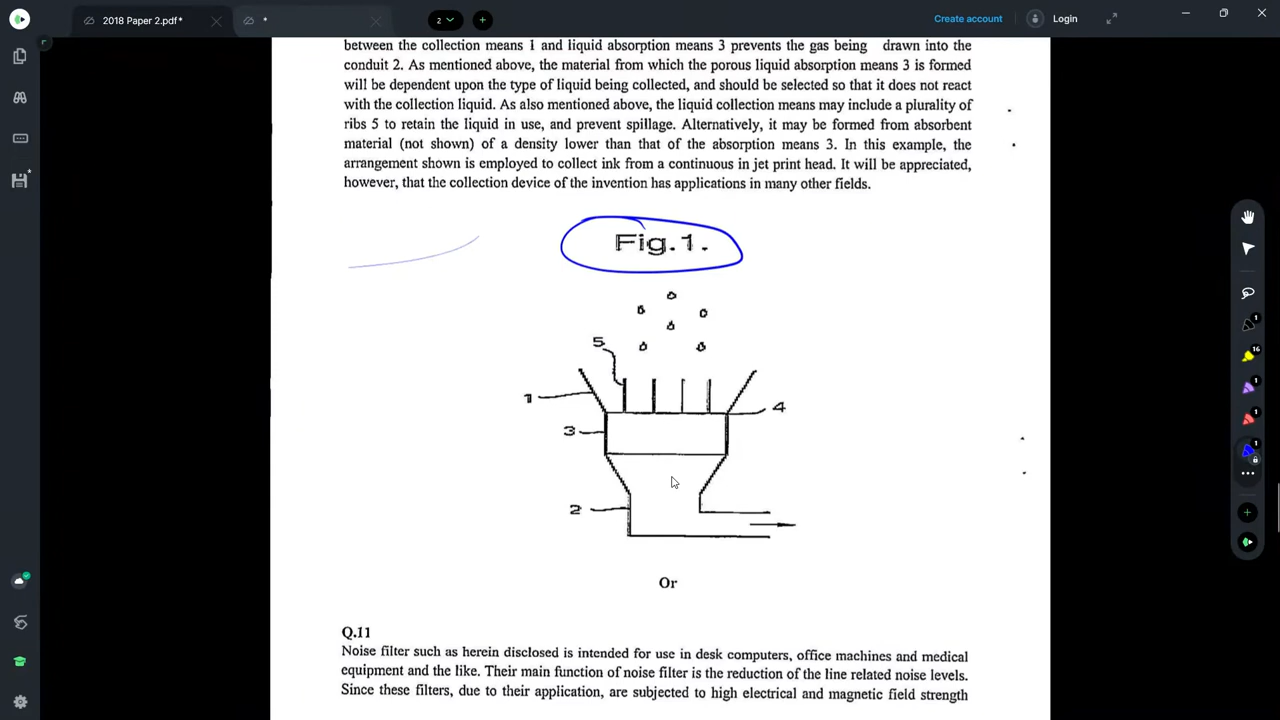 2018 Paper 2.pdf*
*
2
Create account
Login
between the collection means 1 and liquid absorption means 3 prevents the gas being drawn into the
conduit 2. As mentioned above, the material from which the porous liquid absorption means 3 is formed
will be dependent upon the type of liquid being collected, and should be selected so that it does not react
with the collection liquid. As also mentioned above, the liquid collection means may include a plurality of
ribs 5 to retain the liquid in use, and prevent spillage. Alternatively, it may be formed from absorbent
material (not shown) of a density lower than that of the absorption means 3. In this example, the
arrangement shown is employed to collect ink from a continuous in jet print head. It will be appreciated,
however, that the collection device of the invention has applications in many other fields.
Fig.1.
5
1
4
3
2
Or
Q.11
Noise filter such as herein disclosed is intended for use in desk computers, office machines and medical
equipment and the like. Their main function of noise filter is the reduction of the line related noise levels.
Since these filters, due to their application, are subjected to high electrical and magnetic field strength
1
16
1
1
1